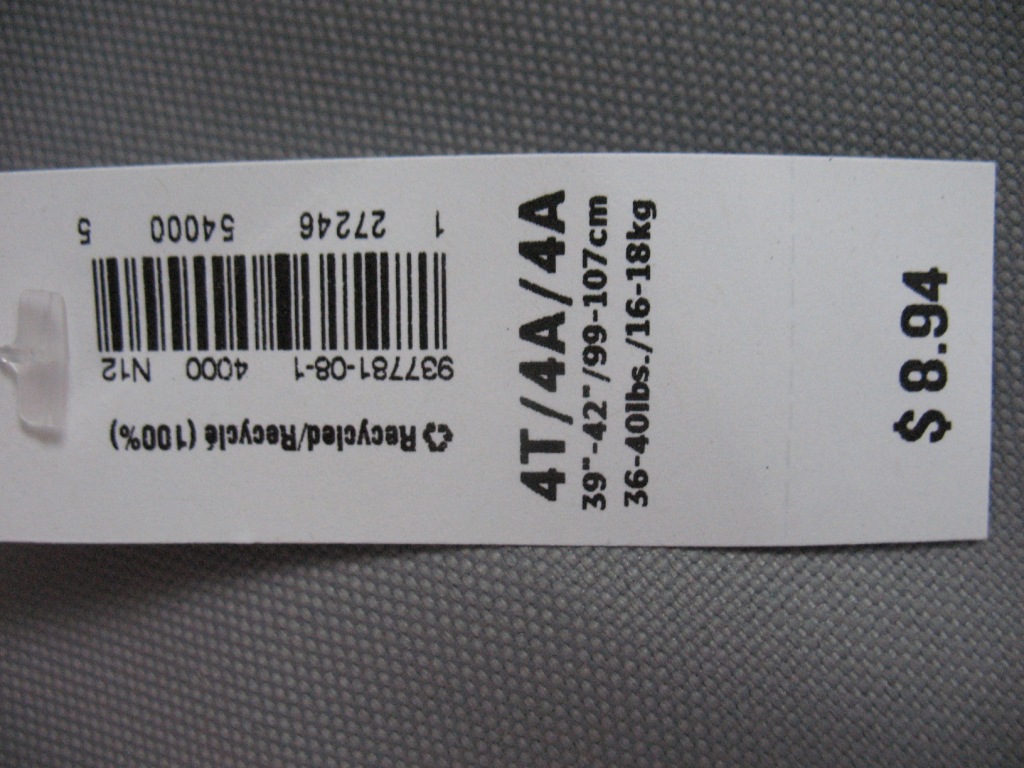 1 27246 54000 5
937781-08-1 4000 N12
Recycled/Recyclé (100%)
4T/4A/4A
39"-42"/99-107cm
36-40lbs./16-18kg
$8.94